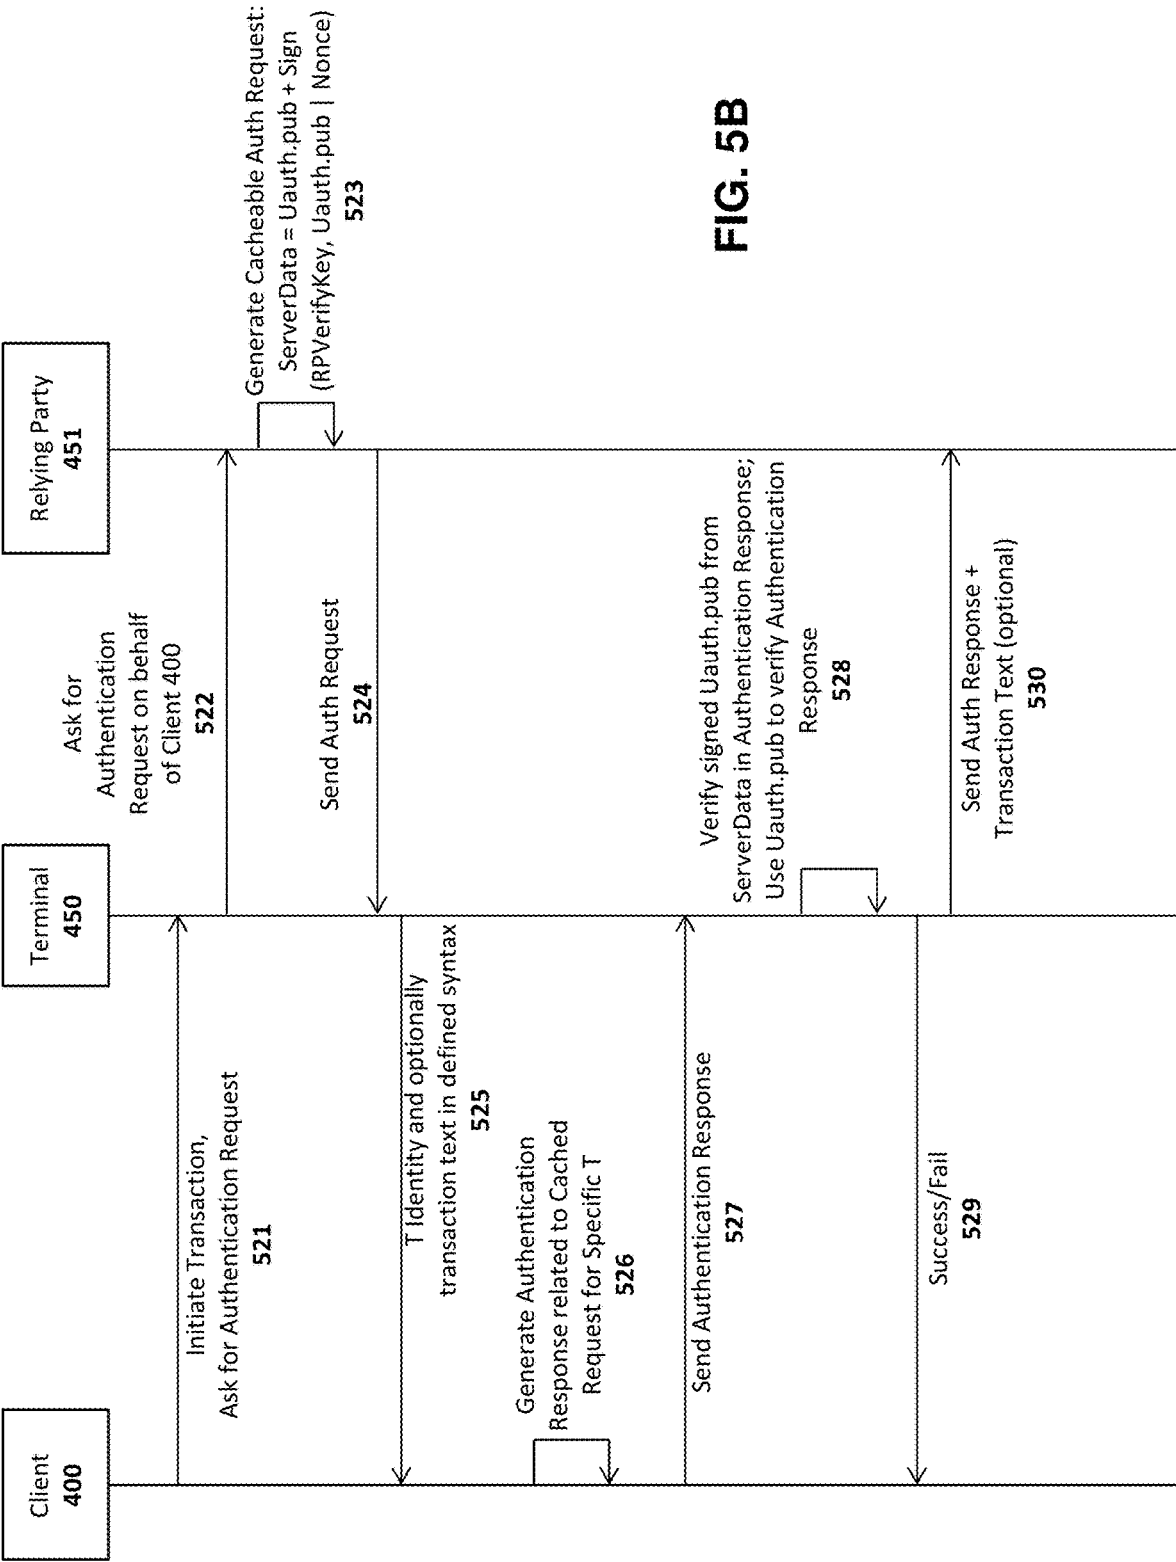 Client
400
Terminal
450
Relying Party
451
Initiate Transaction,
Ask for Authentication Request
521
Ask for
Authentication
Request on behalf
of Client 400
522
Generate Cacheable Auth Request:
ServerData = Uauth.pub + Sign
(RPVerifyKey, Uauth.pub | Nonce)
523
Send Auth Request
524
T Identity and optionally
transaction text in defined syntax
525
Generate Authentication
Response related to Cached
Request for Specific T
526
Send Authentication Response
527
Verify signed Uauth.pub from
ServerData in Authentication Response;
Use Uauth.pub to verify Authentication
Response
528
Success/Fail
529
Send Auth Response +
Transaction Text (optional)
530
FIG. 5B